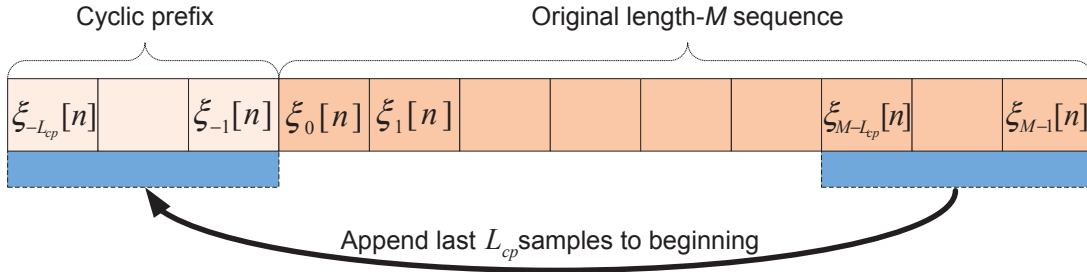 Cyclic prefix Original length-M sequence
ξ_{-L_{cp}}[n] ξ_{-1}[n] ξ_0[n] ξ_1[n] ξ_{M-L_{cp}}[n] ξ_{M-1}[n]
Append last L_{cp} samples to beginning